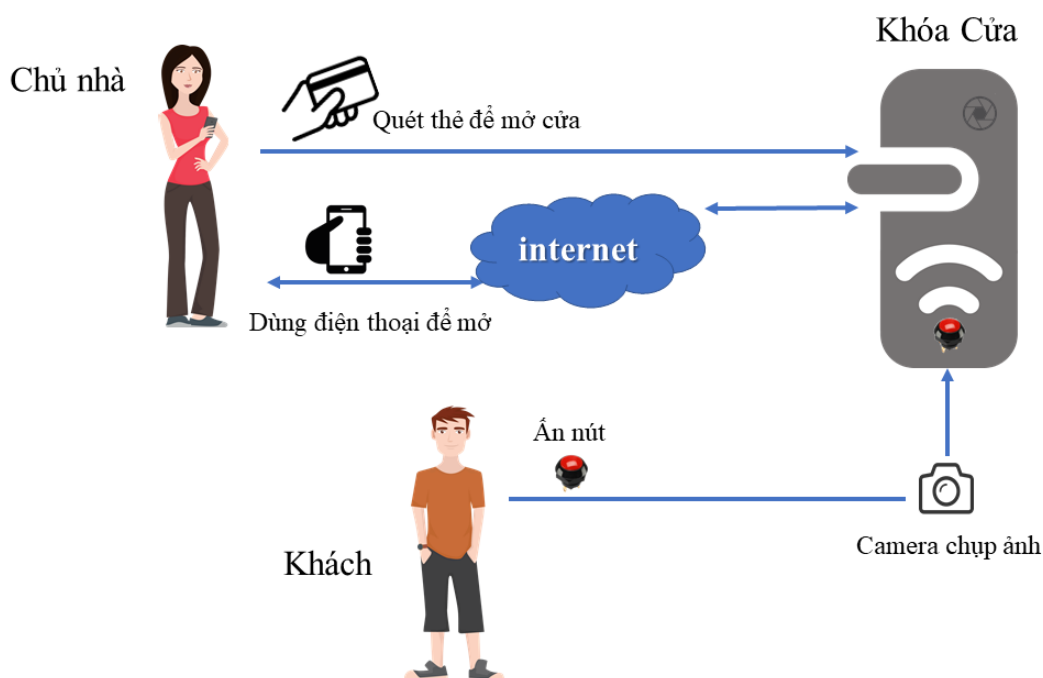 Khóa Cửa
Chủ nhà
Quét thẻ để mở cửa
internet
Dùng điện thoại để mở
Ấn nút
Khách
Camera chụp ảnh